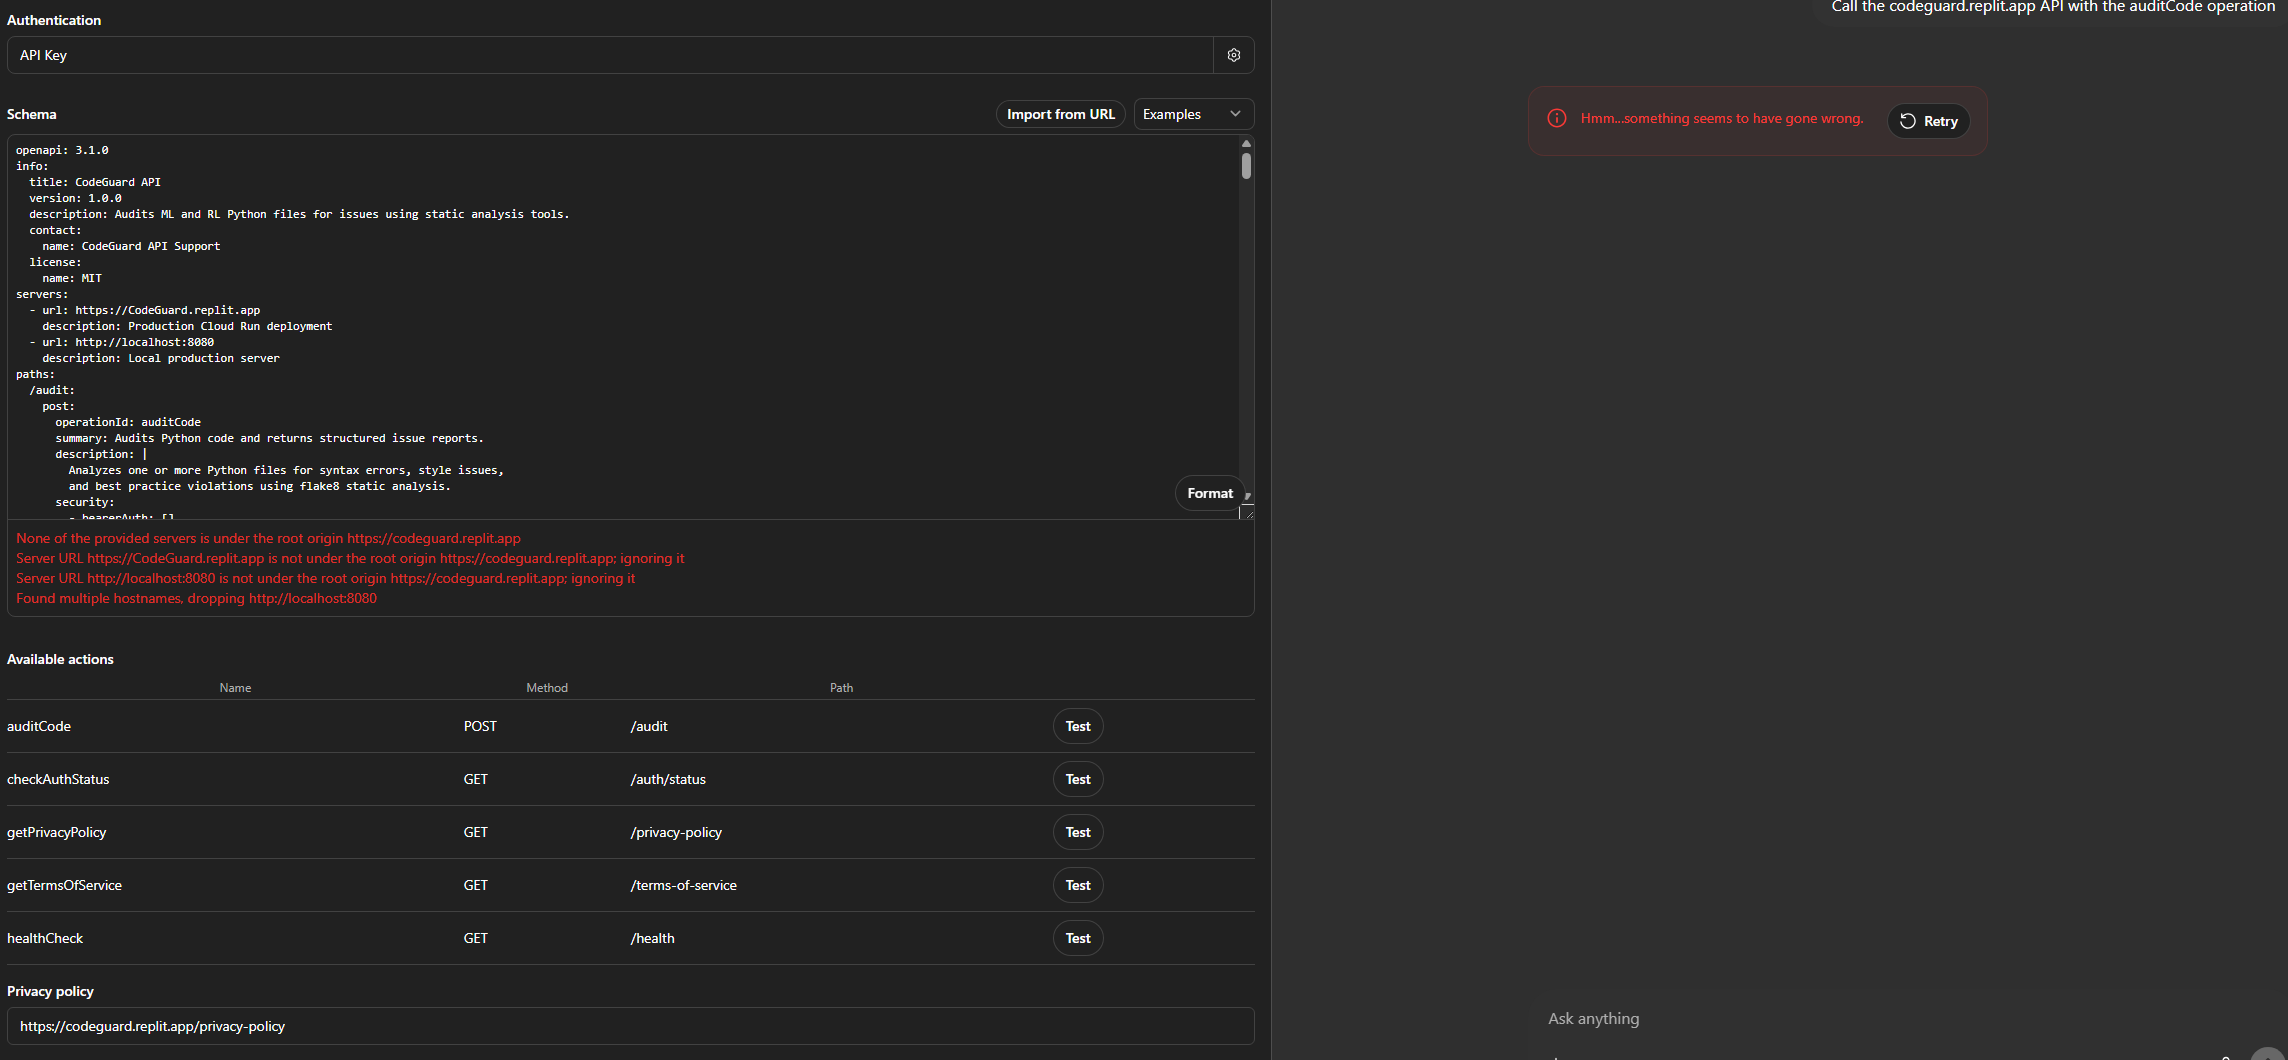 Authentication
API Key
Schema
Import from URL
Examples
openapi: 3.1.0
info:
  title: CodeGuard API
  version: 1.0.0
  description: Audits ML and RL Python files for issues using static analysis tools.
  contact:
    name: CodeGuard API Support
  license:
    name: MIT
servers:
  - url: https://CodeGuard.replit.app
    description: Production Cloud Run deployment
  - url: http://localhost:8080
    description: Local production server
paths:
  /audit:
    post:
      operationId: auditCode
      summary: Audits Python code and returns structured issue reports.
      description: |
        Analyzes one or more Python files for syntax errors, style issues,
        and best practice violations using flake8 static analysis.
      security:
        - bearerAuth: []
Format
None of the provided servers is under the root origin https://codeguard.replit.app
Server URL https://CodeGuard.replit.app is not under the root origin https://codeguard.replit.app; ignoring it
Server URL http://localhost:8080 is not under the root origin https://codeguard.replit.app; ignoring it
Found multiple hostnames, dropping http://localhost:8080
Available actions
Name Method Path
auditCode POST /audit Test
checkAuthStatus GET /auth/status Test
getPrivacyPolicy GET /privacy-policy Test
getTermsOfService GET /terms-of-service Test
healthCheck GET /health Test
Privacy policy
https://codeguard.replit.app/privacy-policy
Call the codeguard.replit.app API with the auditCode operation
Hmm...something seems to have gone wrong.
Retry
Ask anything